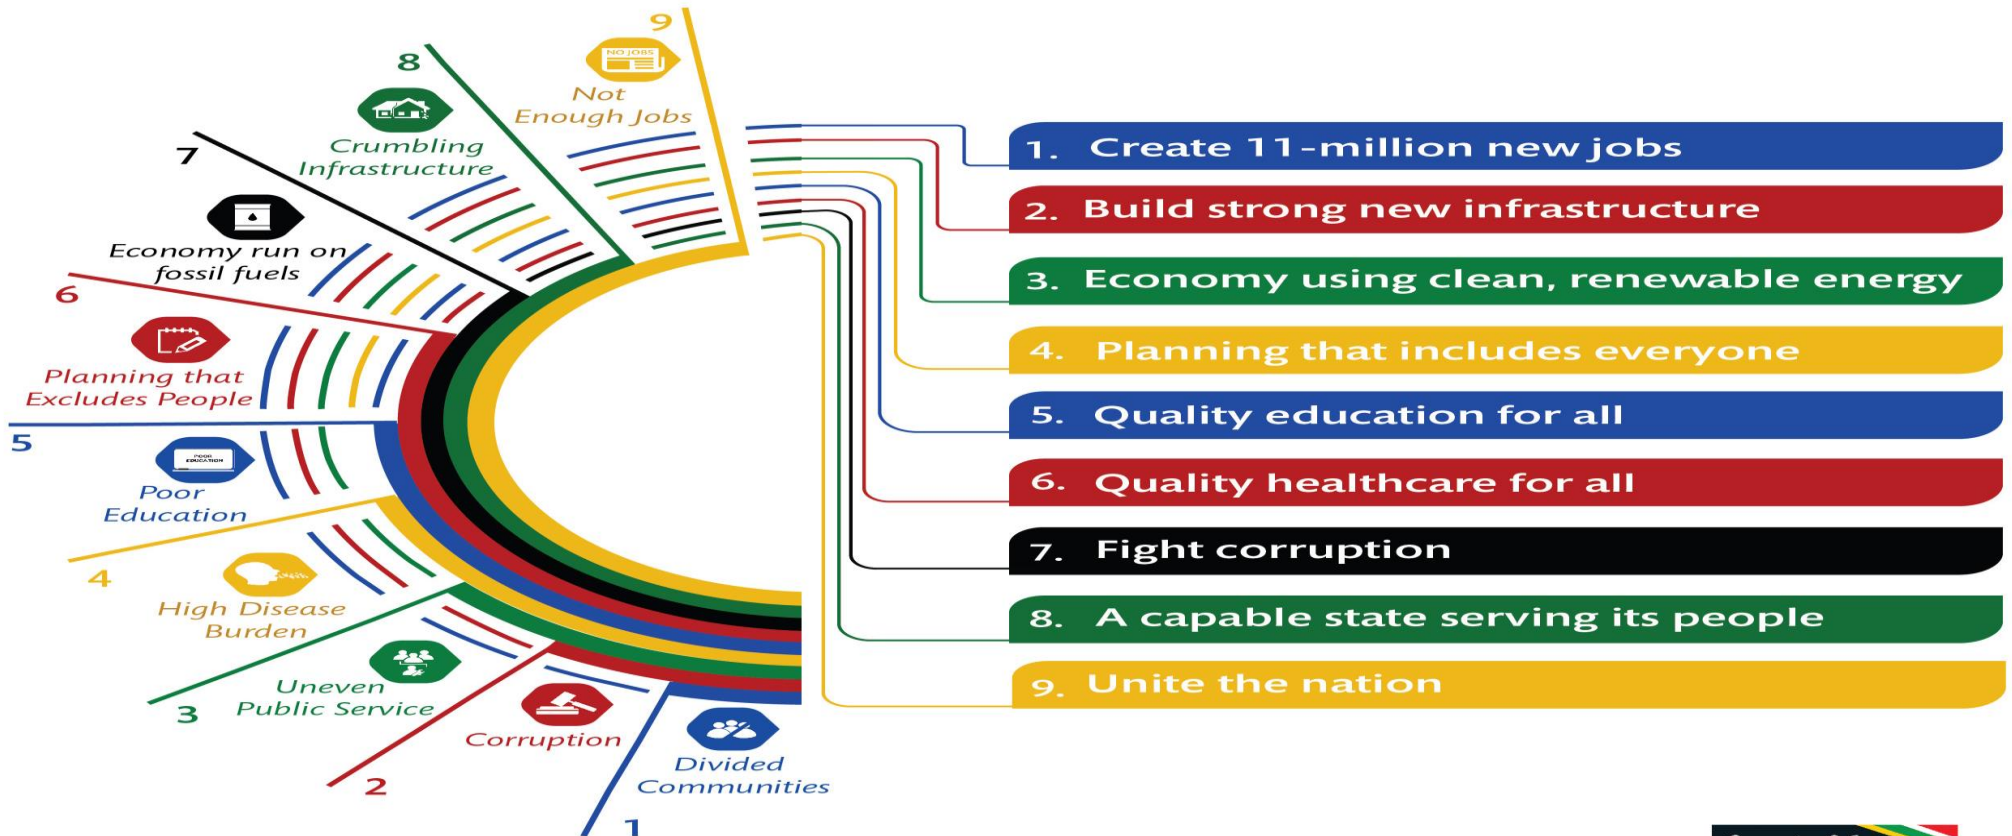 9
NO JOBS
Not
Enough Jobs
8
Crumbling
Infrastructure
7
Economy run on
fossil fuels
6
Planning that
Excludes People
5
POOR
EDUCATION
Poor
Education
4
High Disease
Burden
3
Uneven
Public Service
2
Corruption
1
Divided
Communities
1. Create 11-million new jobs
2. Build strong new infrastructure
3. Economy using clean, renewable energy
4. Planning that includes everyone
5. Quality education for all
6. Quality healthcare for all
7. Fight corruption
8. A capable state serving its people
9. Unite the nation